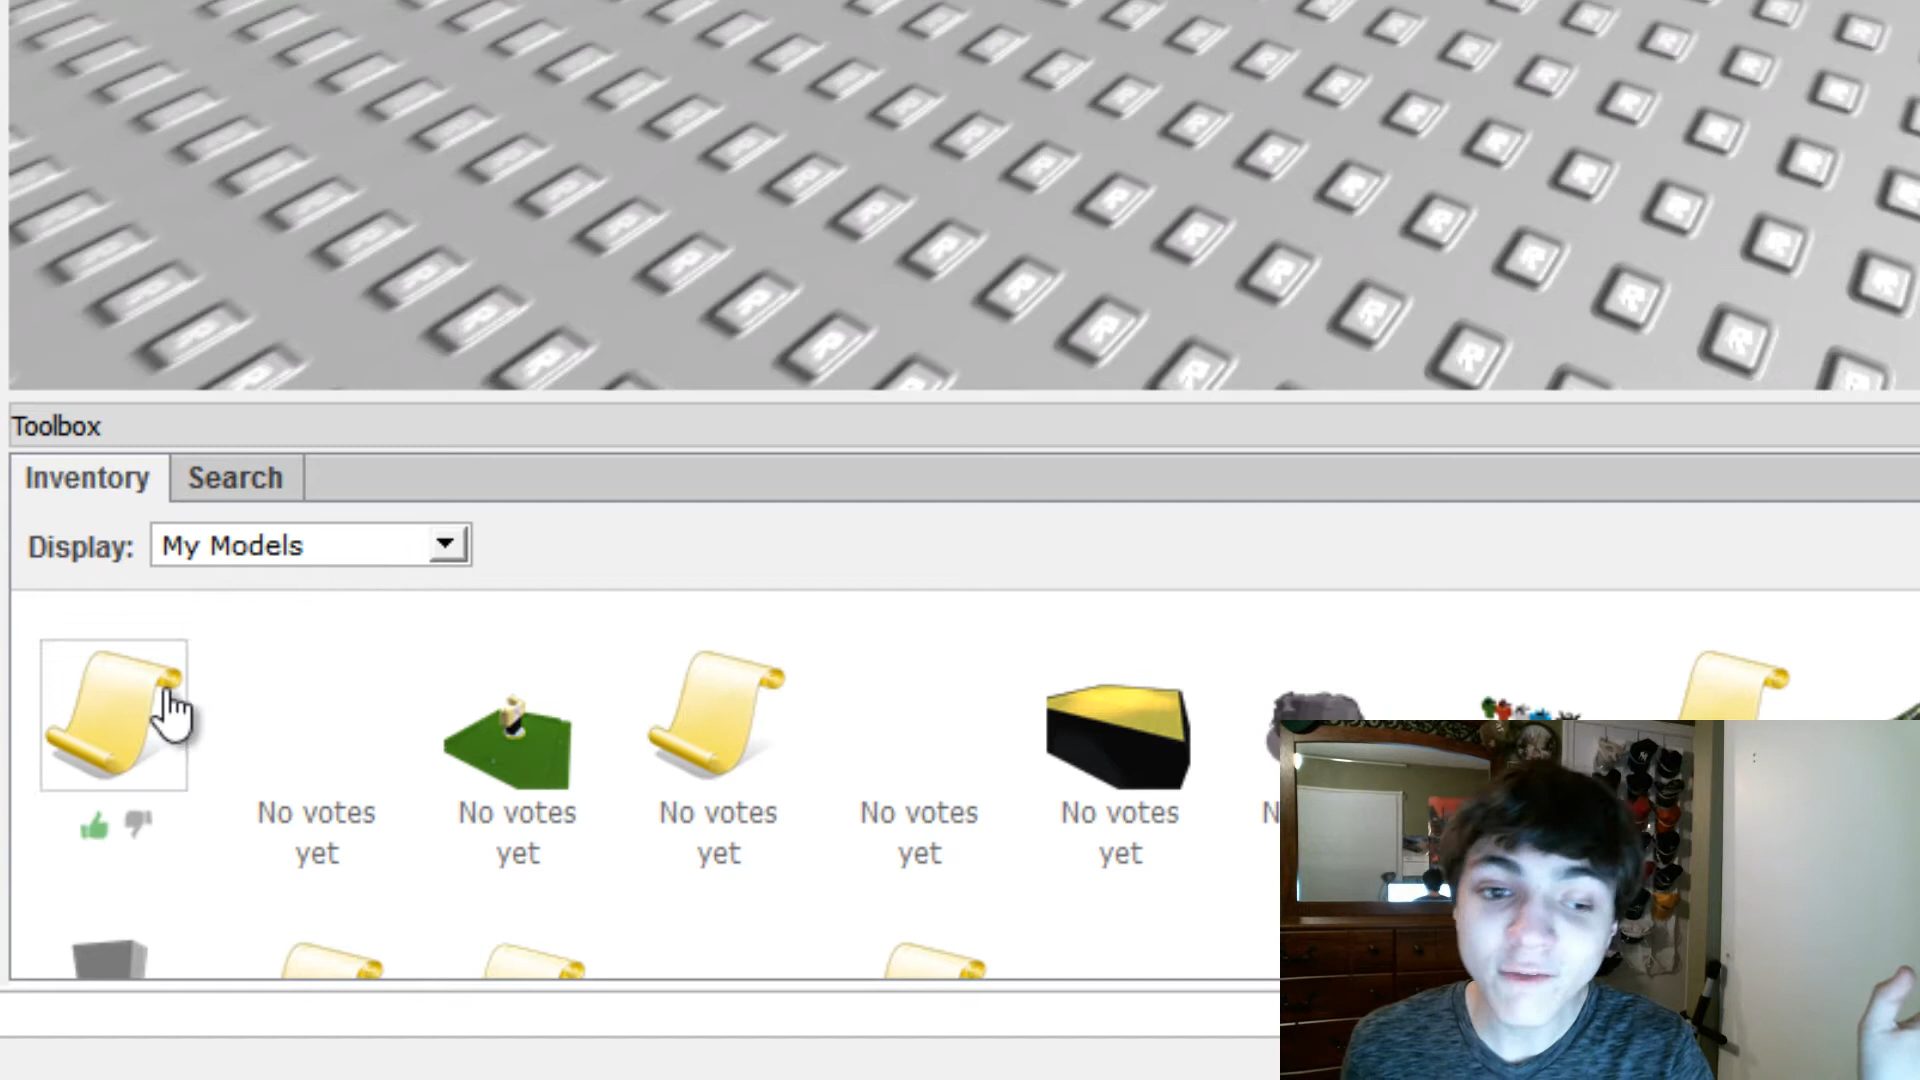 Toolbox
Inventory
Search
Display:
My Models
No votes
yet
No votes
yet
No votes
yet
No votes
yet
No votes
yet